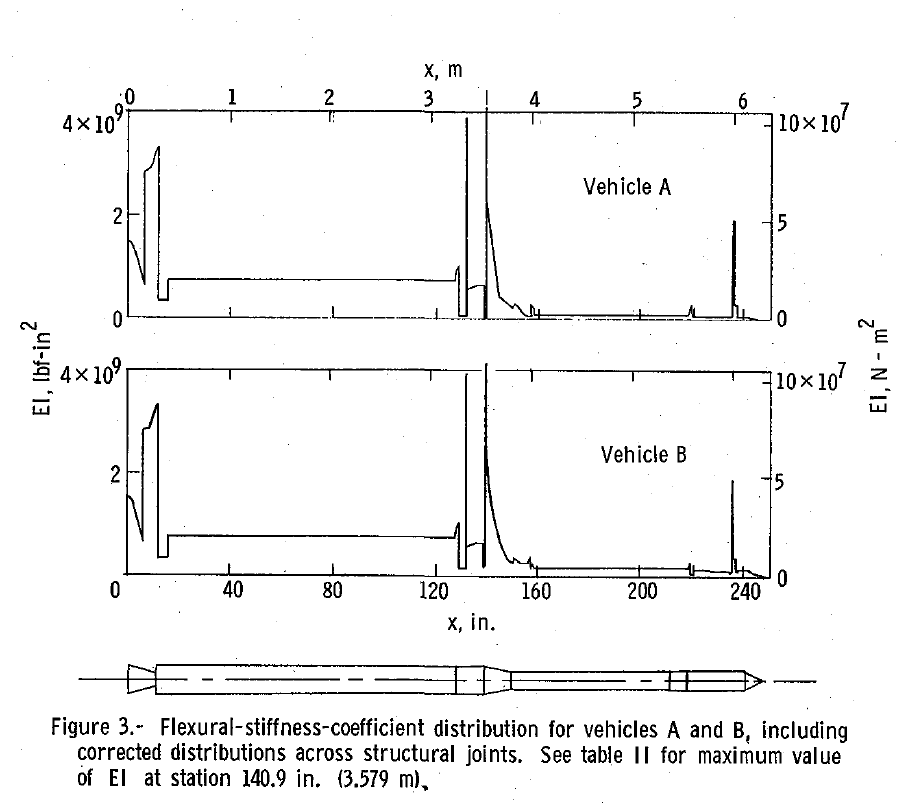 x, m
0 1 2 3 4 5 6
4×10⁹ 10×10⁷
Vehicle A
2 5
0 0
EI, lbf-in² EI, N-m²
4×10⁹ 10×10⁷
Vehicle B
2 5
0
0 40 80 120 160 200 240
x, in.
Figure 3.- Flexural-stiffness-coefficient distribution for vehicles A and B, including
corrected distributions across structural joints. See table II for maximum value
of EI at station 140.9 in. (3.579 m).